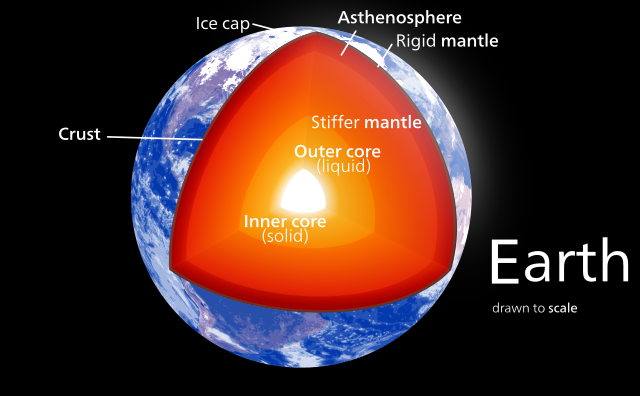 Asthenosphere
Ice cap
Rigid mantle
Stiffer mantle
Crust
Outer core
(liquid)
Inner core
(solid)
Earth
drawn to scale